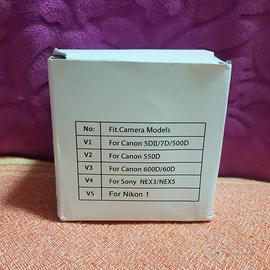 No: Fit.Camera Models
V1 For Canon 5DII/7D/500D
V2 For Canon 550D
V3 For Canon 600D/60D
V4 For Sony NEX3/NEX5
V5 For Nikon 1